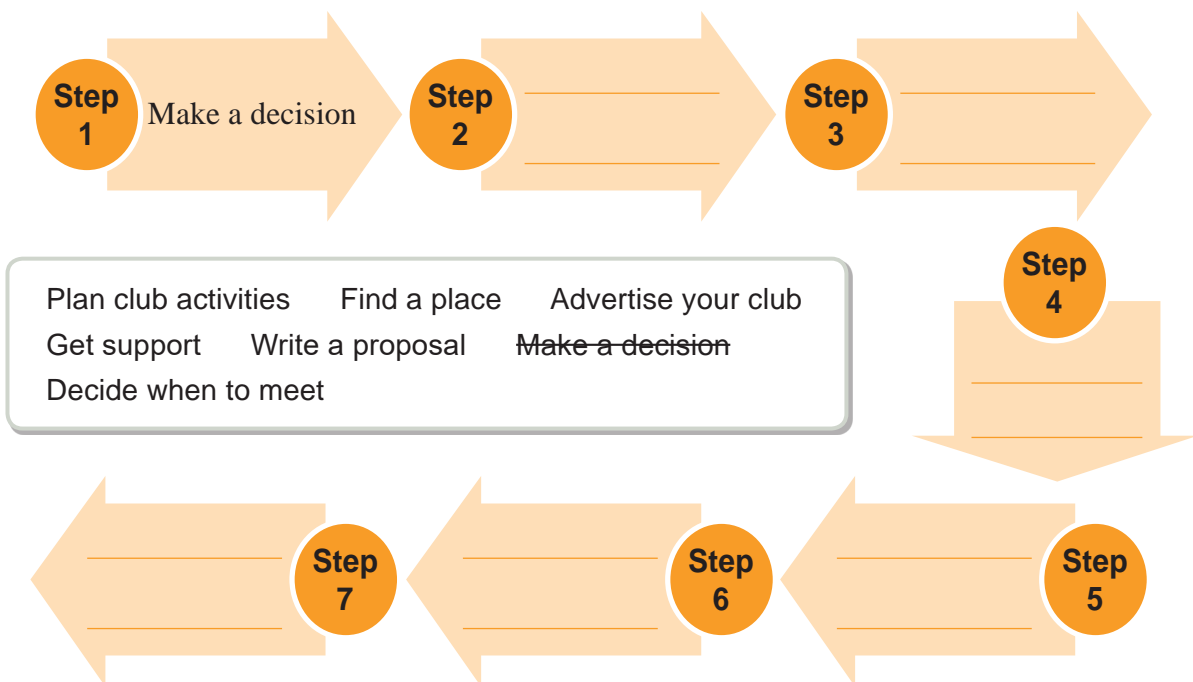 Step
1
Make a decision
Step
2
Step
3
Step
4
Plan club activities Find a place Advertise your club
Get support Write a proposal Make a decision
Decide when to meet
Step
5
Step
6
Step
7